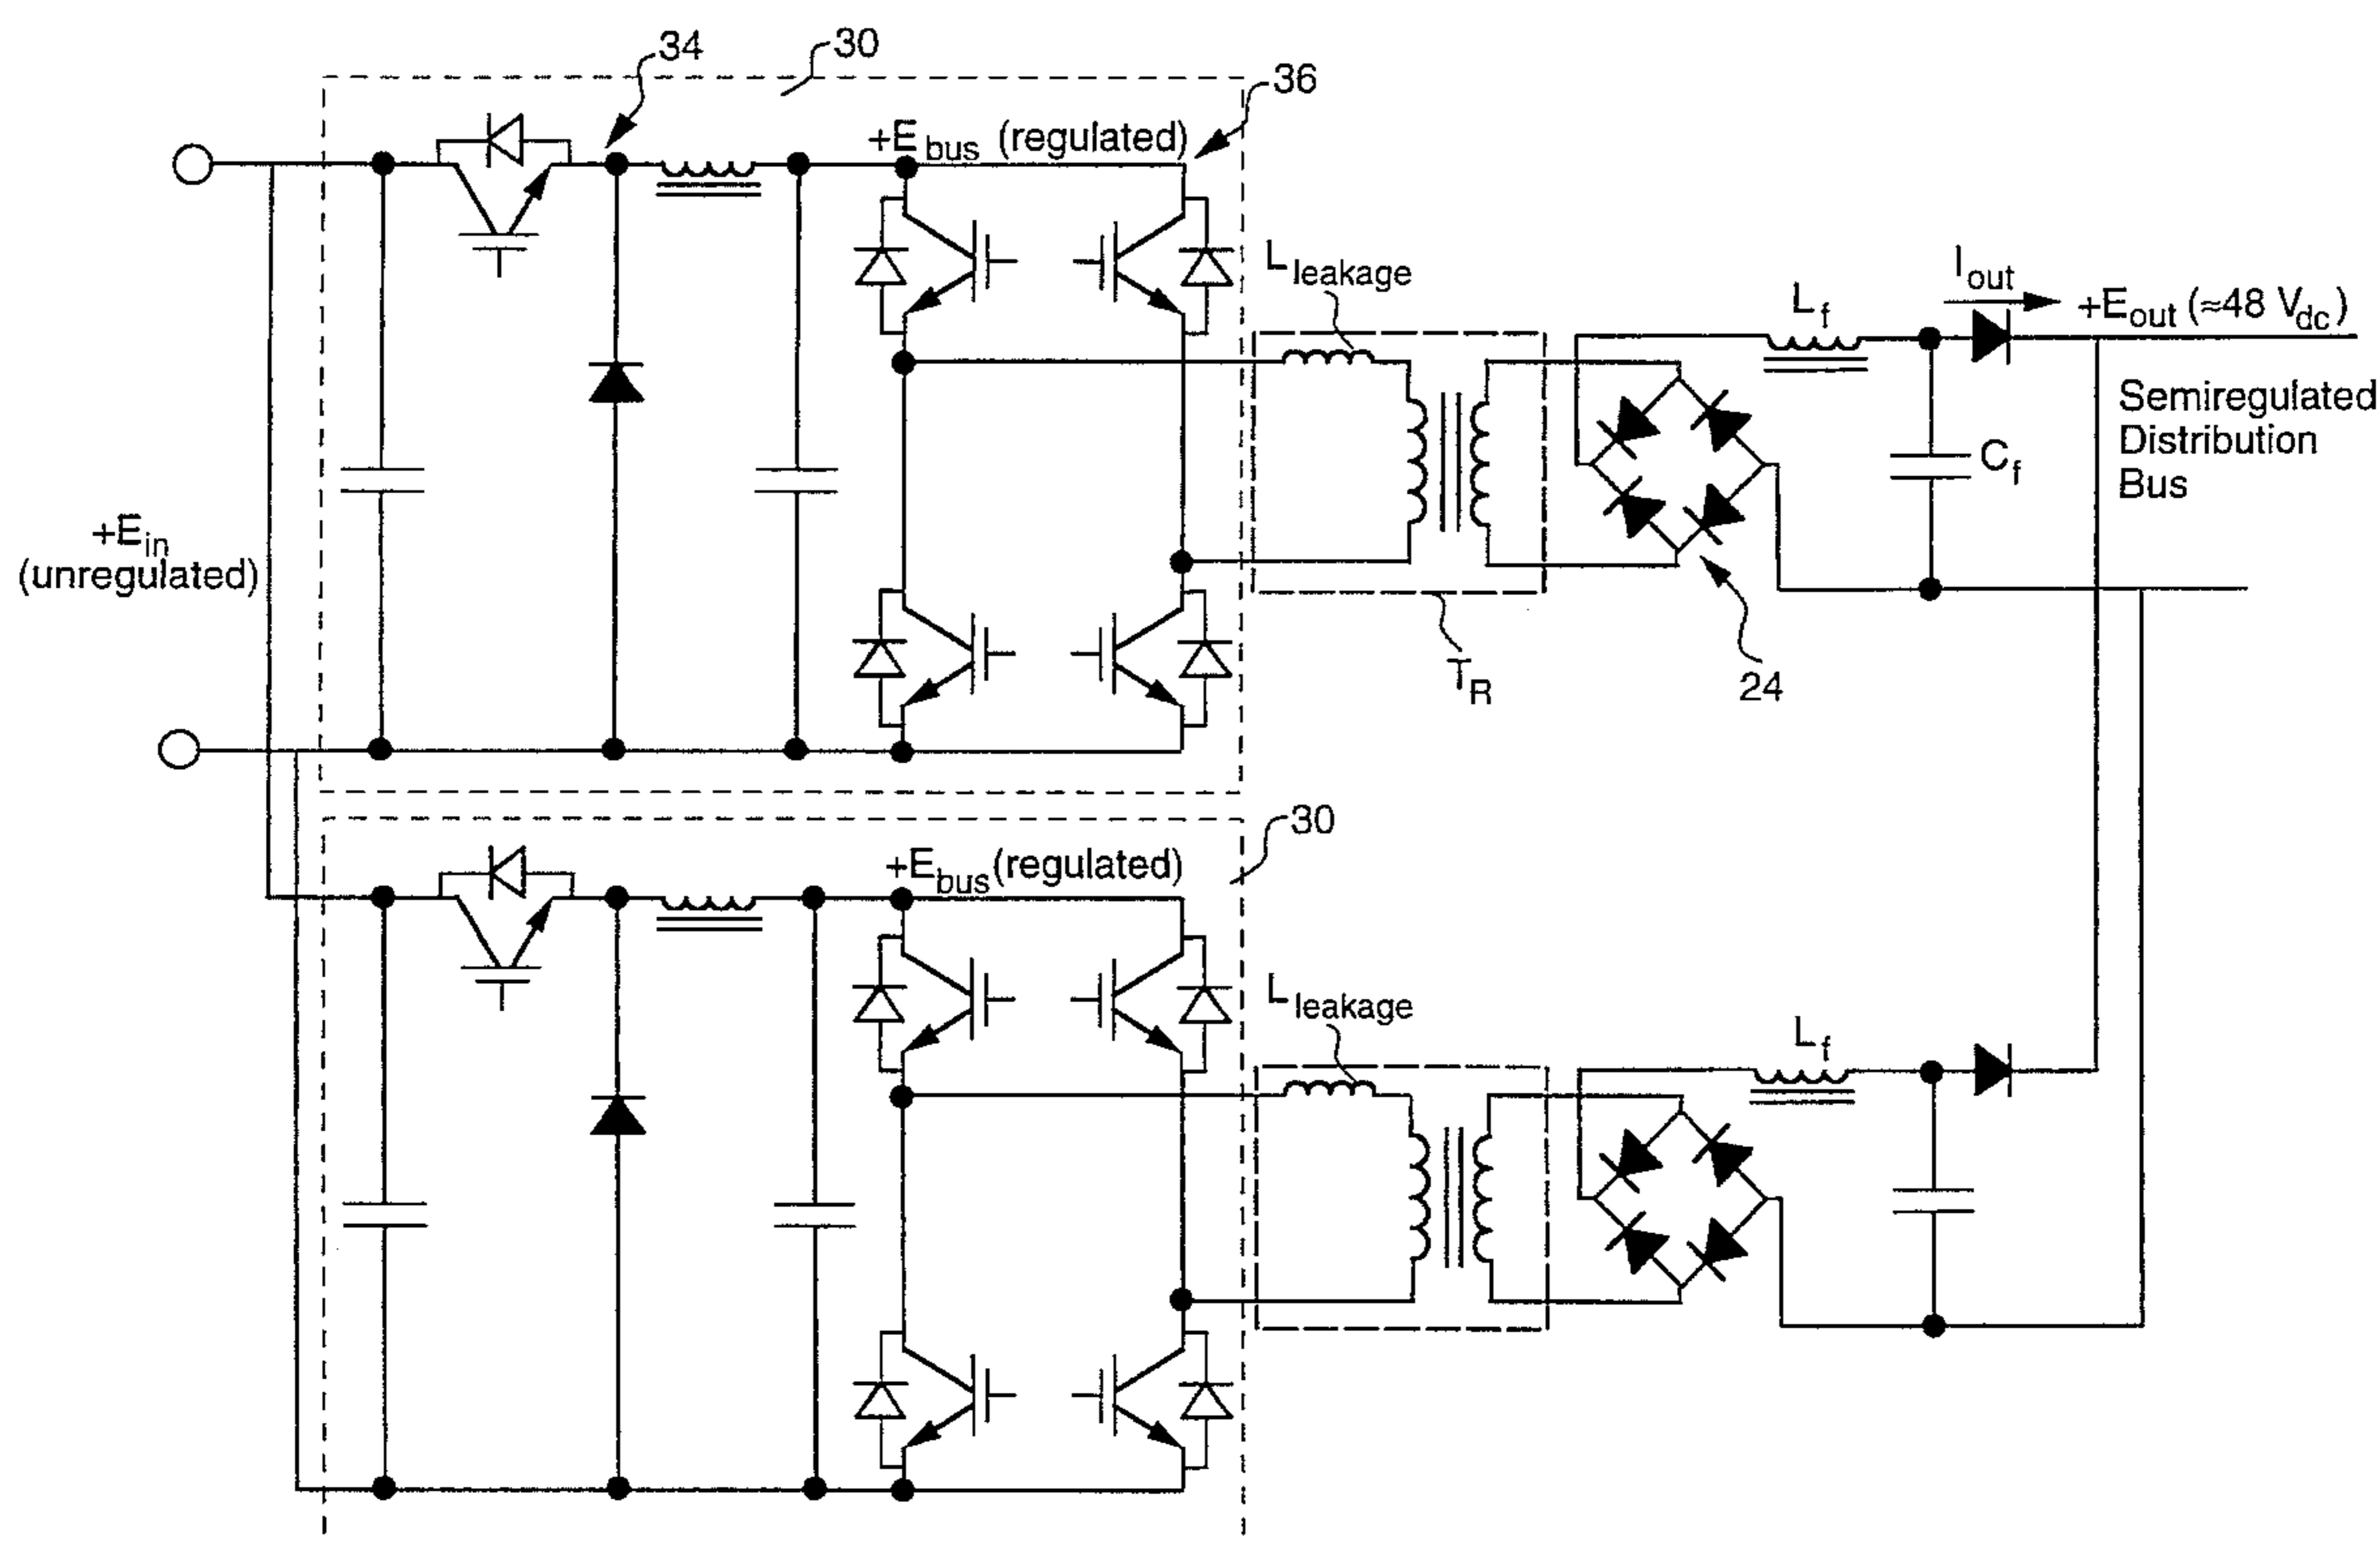 34
30
36
+E bus (regulated)
L leakage
I out
L f
+E out (≈48 V dc)
Semiregulated
Distribution
Bus
C f
+E in
(unregulated)
T R
24
30
+E bus (regulated)
L leakage
L f